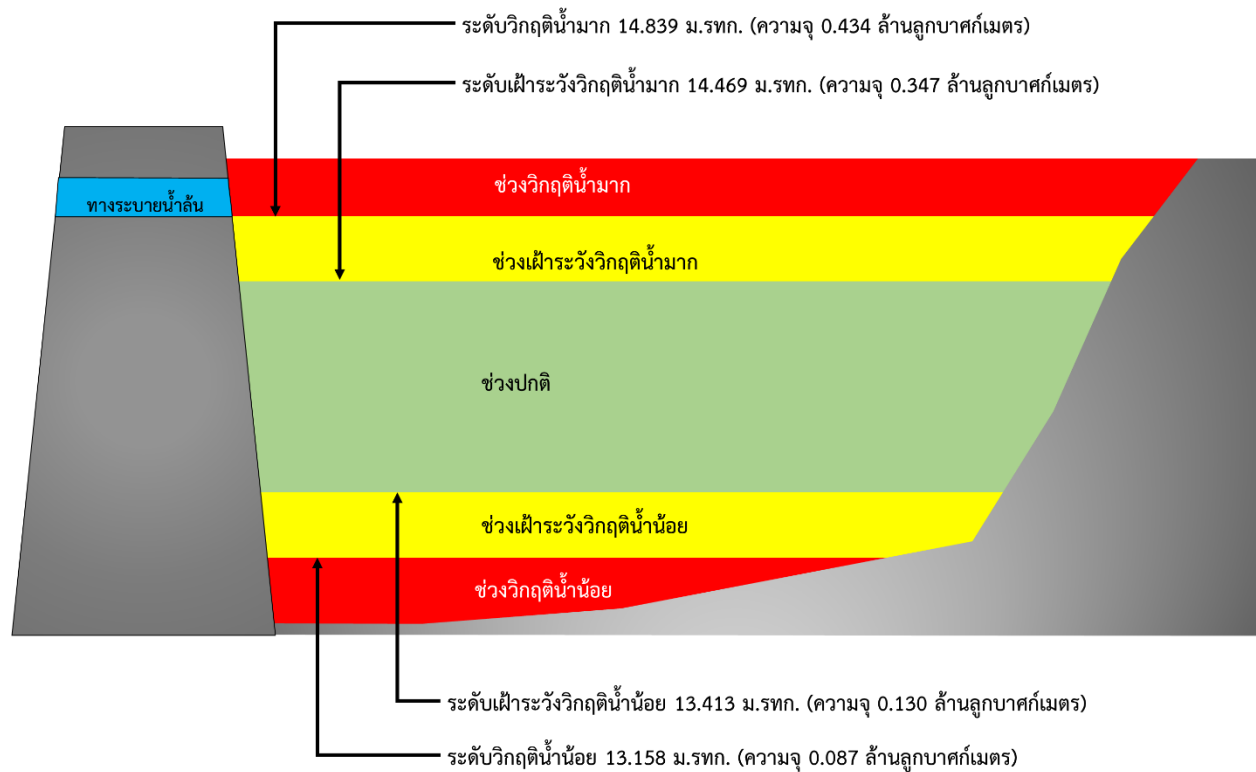 ระดับวิกฤติน้ำมาก 14.839 ม.รทก. (ความจุ 0.434 ล้านลูกบาศก์เมตร)
ระดับเฝ้าระวังวิกฤติน้ำมาก 14.469 ม.รทก. (ความจุ 0.347 ล้านลูกบาศก์เมตร)
ช่วงวิกฤติน้ำมาก
ทางระบายน้ำล้น
ช่วงเฝ้าระวังวิกฤติน้ำมาก
ช่วงปกติ
ช่วงเฝ้าระวังวิกฤติน้ำน้อย
ช่วงวิกฤติน้ำน้อย
ระดับเฝ้าระวังวิกฤติน้ำน้อย 13.413 ม.รทก. (ความจุ 0.130 ล้านลูกบาศก์เมตร)
ระดับวิกฤติน้ำน้อย 13.158 ม.รทก. (ความจุ 0.087 ล้านลูกบาศก์เมตร)